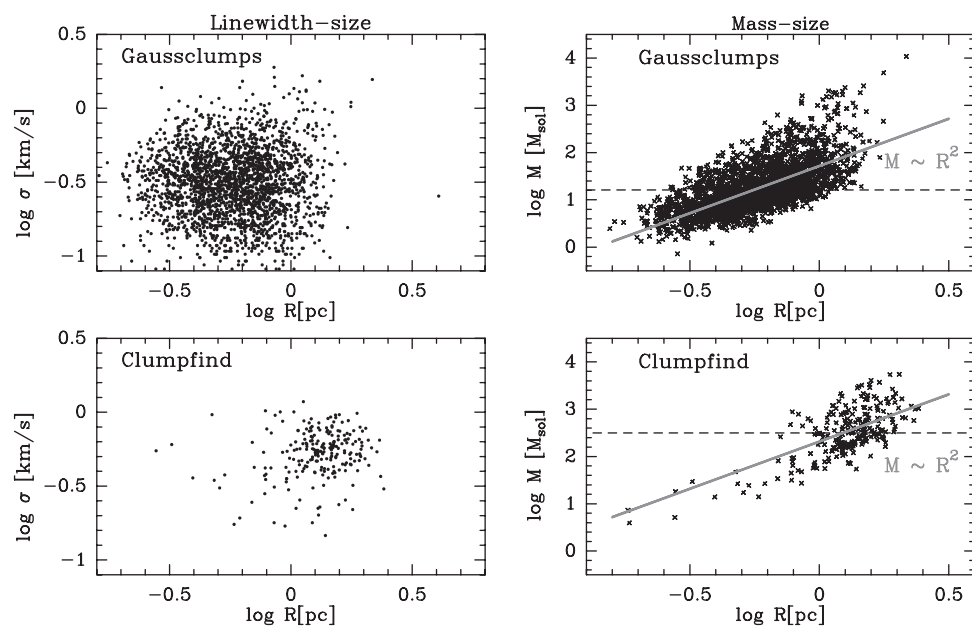 Linewidth-size
Gaussclumps
0.5
0
-0.5
-1
log σ [km/s]
-0.5 0 0.5
log R[pc]
Mass-size
Gaussclumps
4
3
2
1
0
log M [M_sol]
M ~ R²
-0.5 0 0.5
log R[pc]
Clumpfind
0.5
0
-0.5
-1
log σ [km/s]
-0.5 0 0.5
log R[pc]
Clumpfind
4
3
2
1
0
log M [M_sol]
M ~ R²
-0.5 0 0.5
log R[pc]